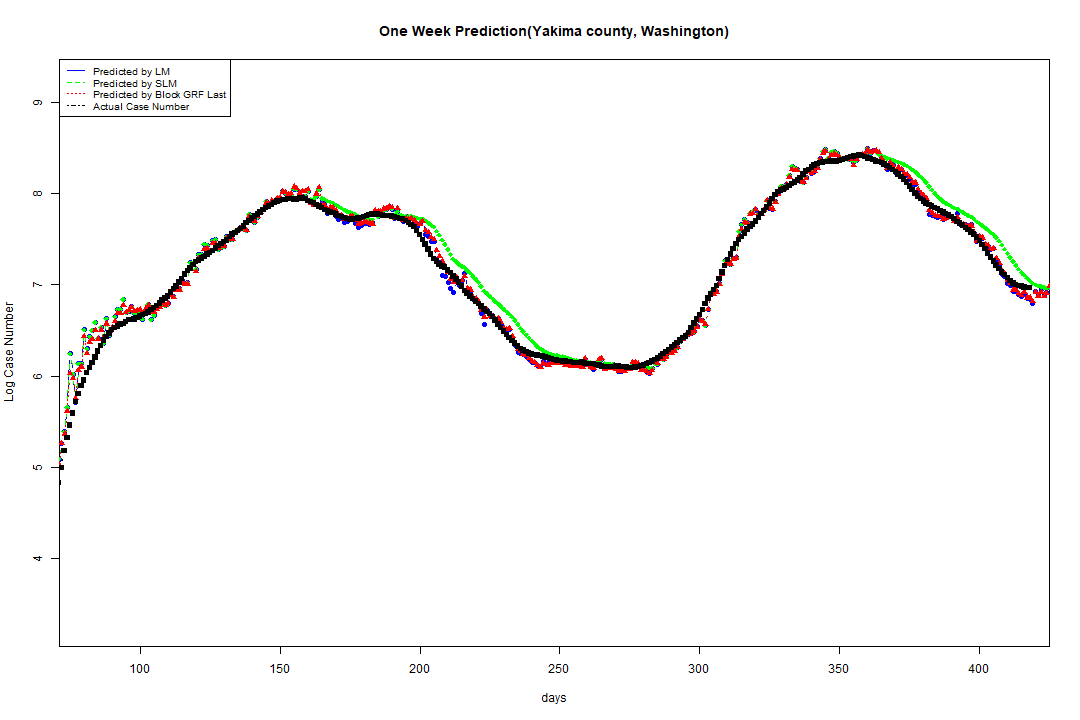 One Week Prediction(Yakima county, Washington)
Predicted by LM
Predicted by SLM
Predicted by Block GRF Last
Actual Case Number
9
8
7
6
5
4
Log Case Number
100 150 200 250 300 350 400
days